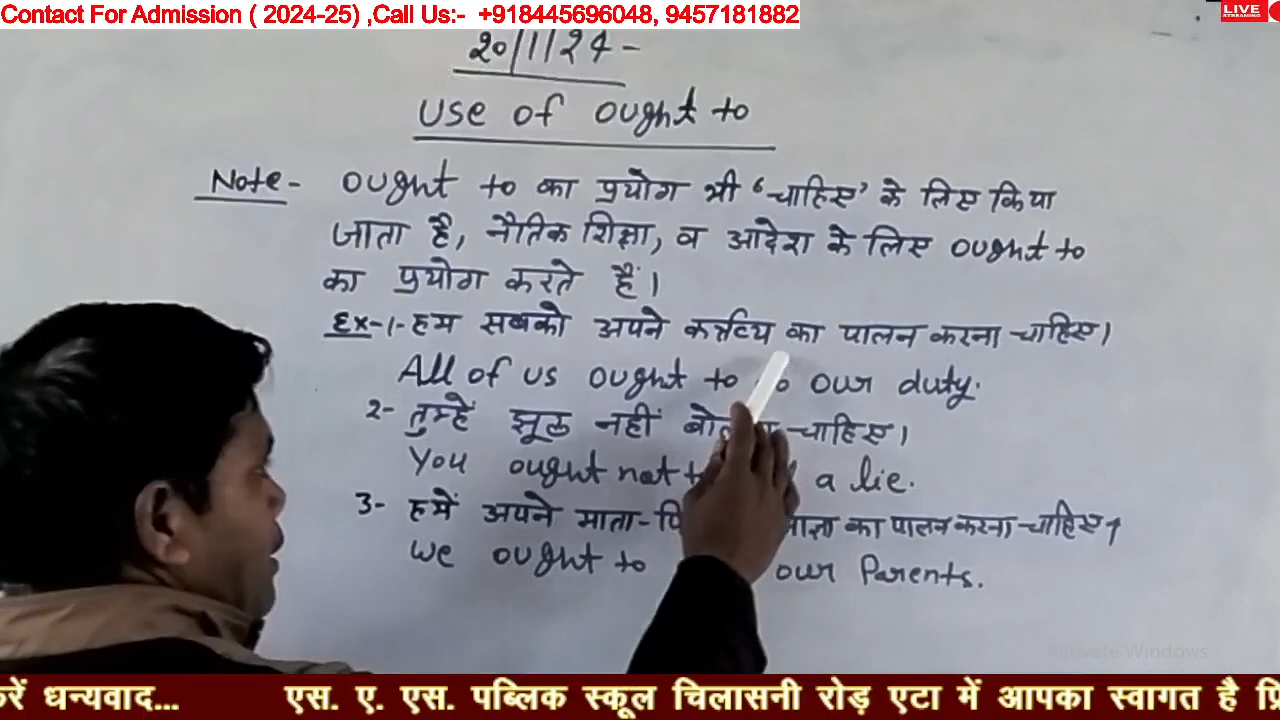 Contact For Admission ( 2024-25) ,Call Us:- +918445696048, 9457181882
LIVE
STREAMING
20/1/24-
Use of ought to
Note- ought to का प्रयोग भी 'चाहिए' के लिए किया
जाता है, नैतिक शिक्षा, व आदेश के लिए ought to
का प्रयोग करते हैं।
Ex-1- हम सबको अपने कर्त्तव्य का पालन करना चाहिए।
All of us ought to our duty.
2- तुम्हें झूठ नहीं चाहिए।
You ought not a lie.
3- हमें अपने का पालन करना चाहिए।
We ought to our Parents.
Activate Windows
करें धन्यवाद... एस. ए. एस. पब्लिक स्कूल चिलासनी रोड़ एटा में आपका स्वागत है